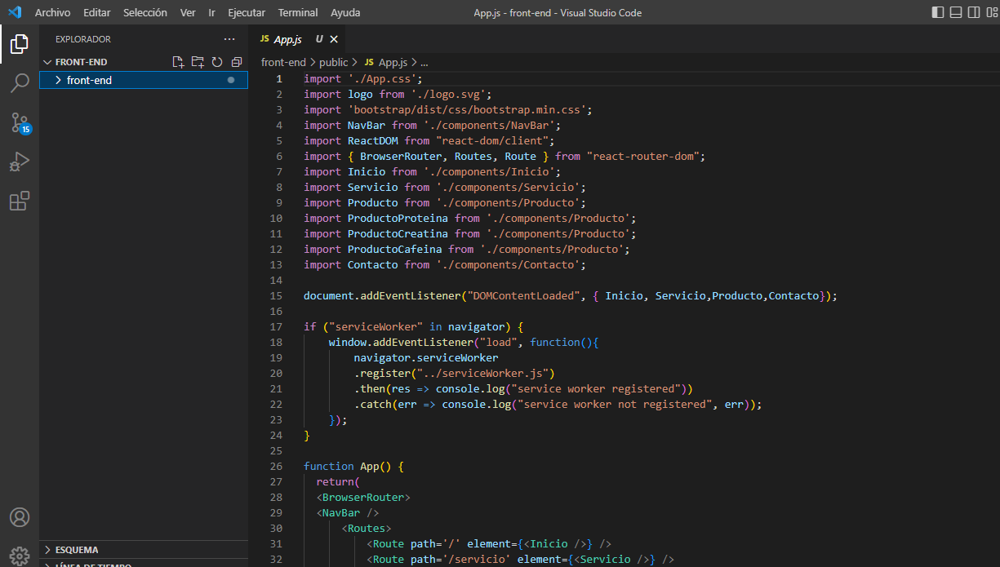 Archivo Editar Selección Ver Ir Ejecutar Terminal Ayuda
App.js - front-end - Visual Studio Code
EXPLORADOR ...
FRONT-END
front-end
15
ESQUEMA
LÍNEA DE TIEMPO
JS App.js U
front-end > public > JS App.js > ...
1 import './App.css';
2 import logo from './logo.svg';
3 import 'bootstrap/dist/css/bootstrap.min.css';
4 import NavBar from './components/NavBar';
5 import ReactDOM from "react-dom/client";
6 import { BrowserRouter, Routes, Route } from "react-router-dom";
7 import Inicio from './components/Inicio';
8 import Servicio from './components/Servicio';
9 import Producto from './components/Producto';
10 import ProductoProteina from './components/Producto';
11 import ProductoCreatina from './components/Producto';
12 import ProductoCafeina from './components/Producto';
13 import Contacto from './components/Contacto';
14
15 document.addEventListener("DOMContentLoaded", { Inicio, Servicio,Producto,Contacto});
16
17 if ("serviceWorker" in navigator) {
18 window.addEventListener("load", function(){
19 navigator.serviceWorker
20 .register("../serviceWorker.js")
21 .then(res => console.log("service worker registered"))
22 .catch(err => console.log("service worker not registered", err));
23 });
24 }
25
26 function App() {
27 return(
28 <BrowserRouter>
29 <NavBar />
30 <Routes>
31 <Route path='/' element={<Inicio />} />
32 <Route path='/servicio' element={<Servicio />} />